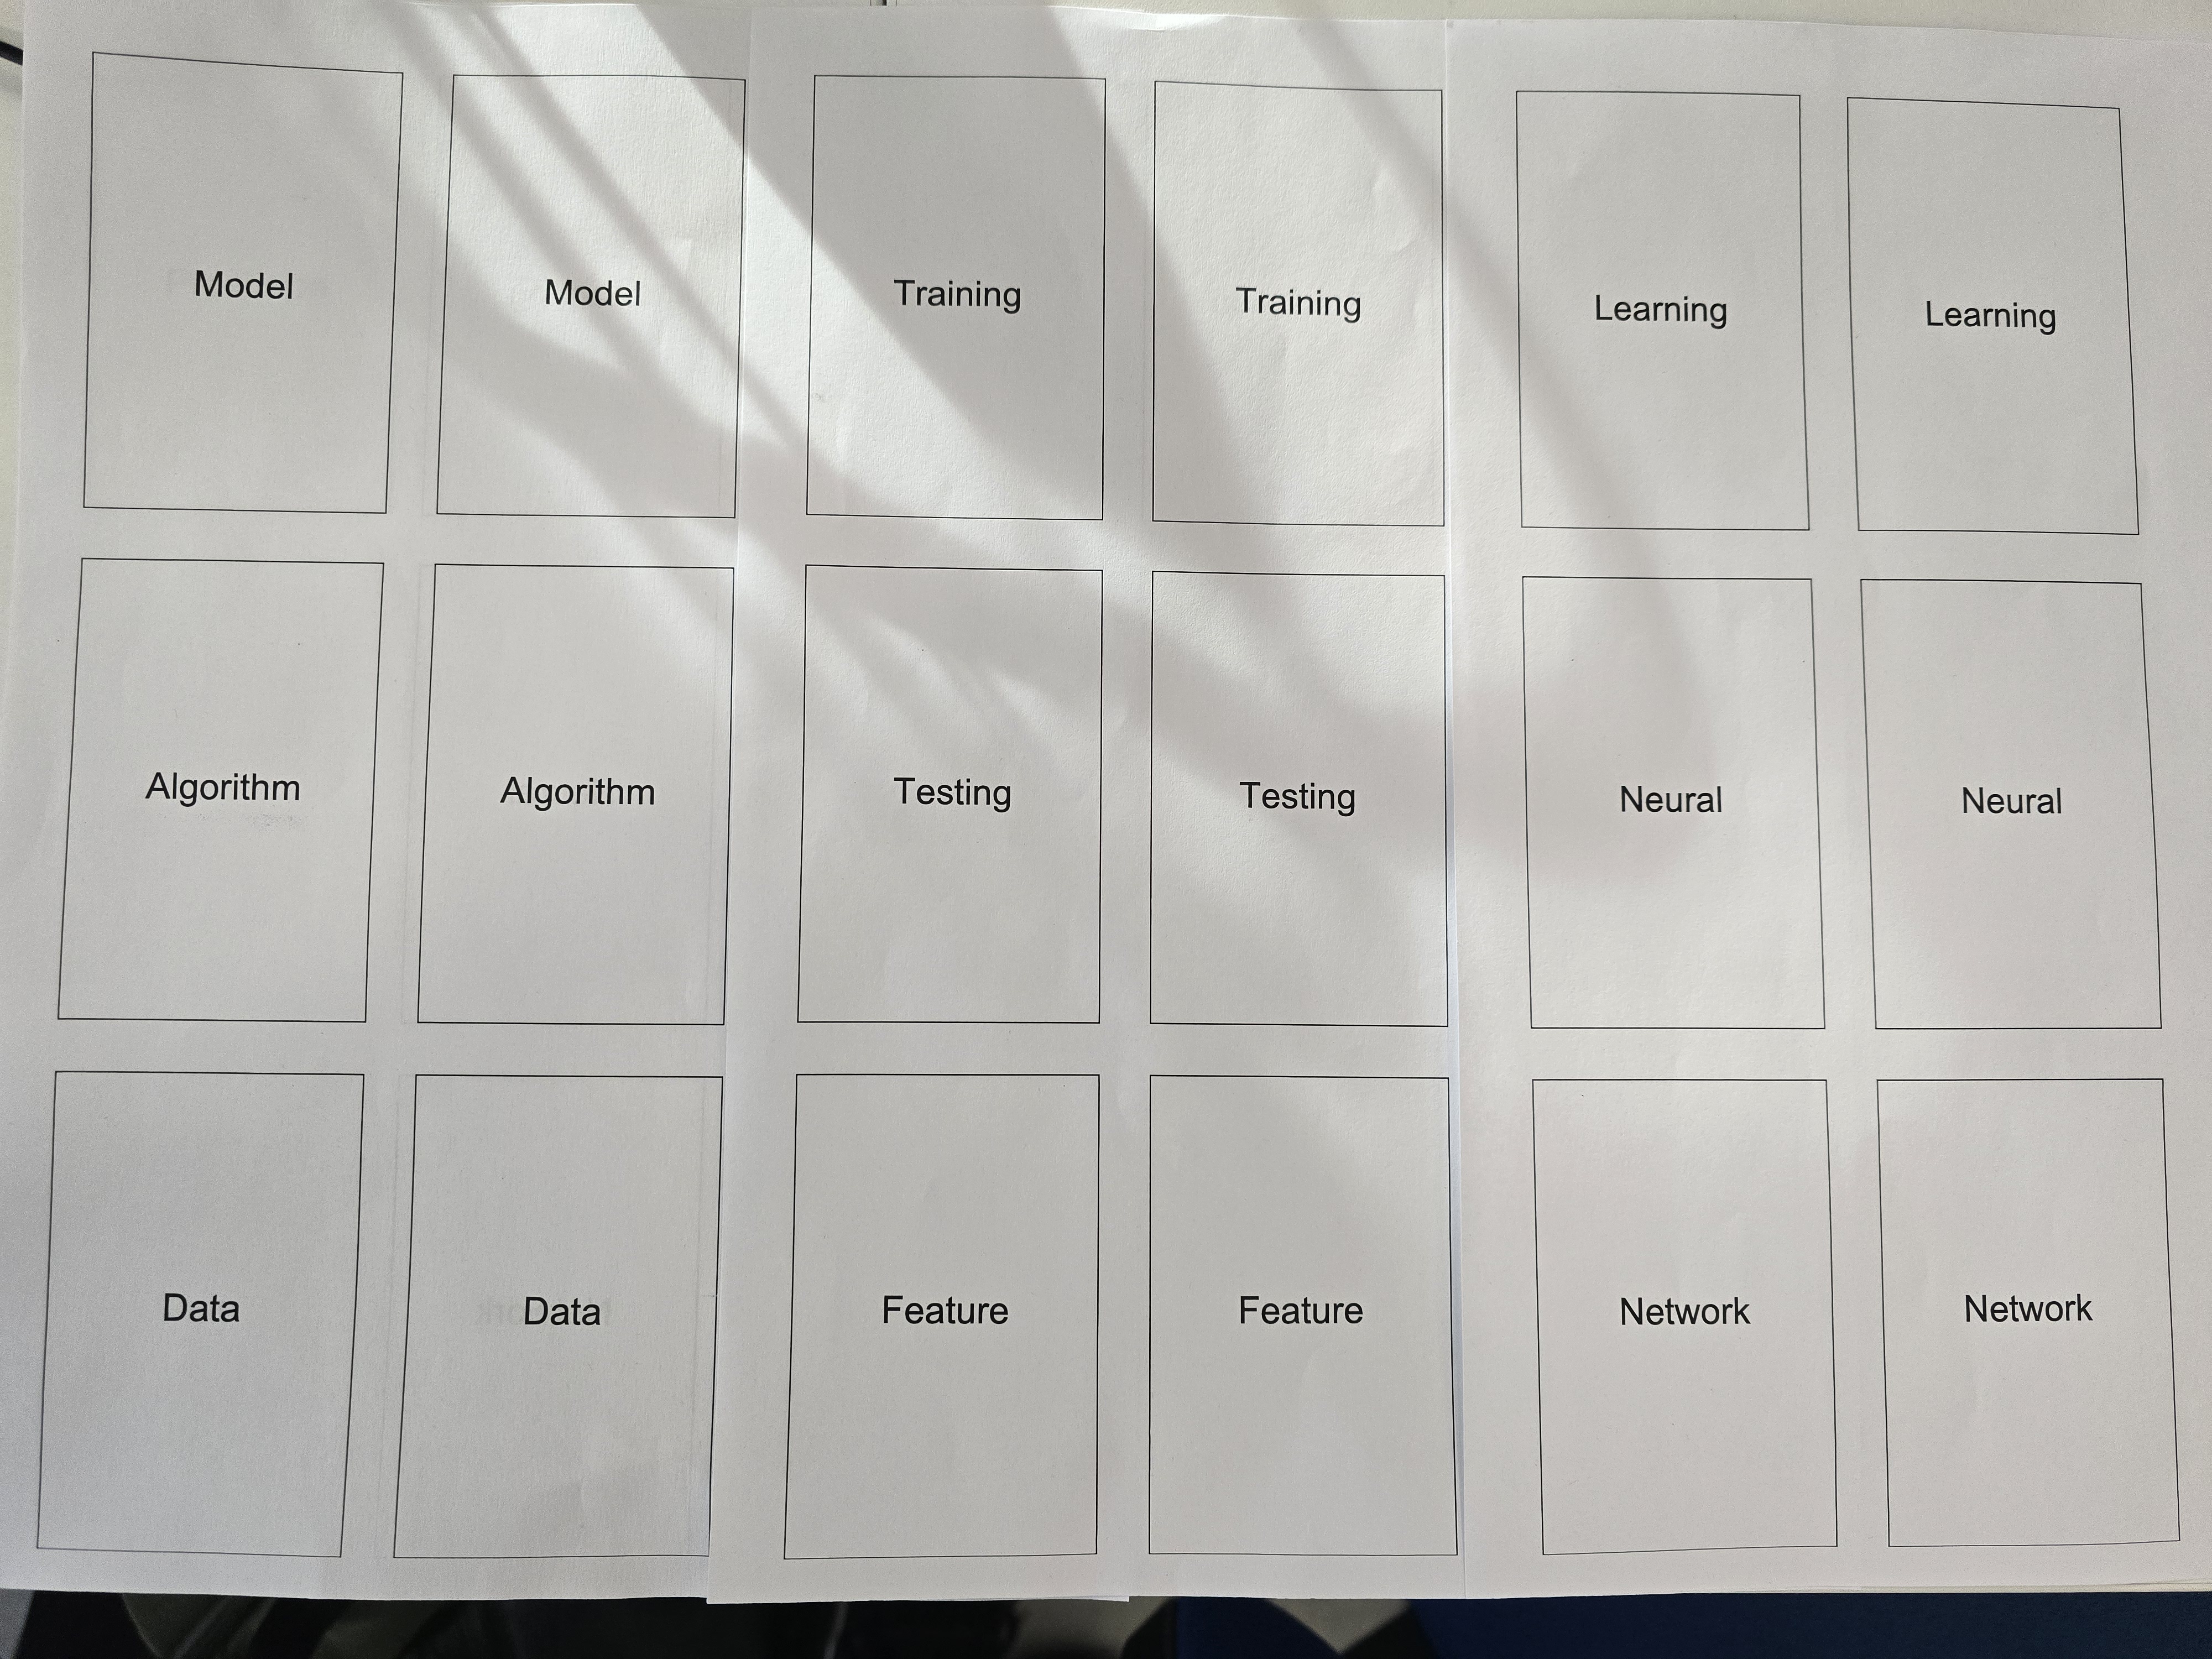 Model
Model
Algorithm
Algorithm
Data
Data
Training
Training
Testing
Testing
Feature
Feature
Learning
Learning
Neural
Neural
Network
Network